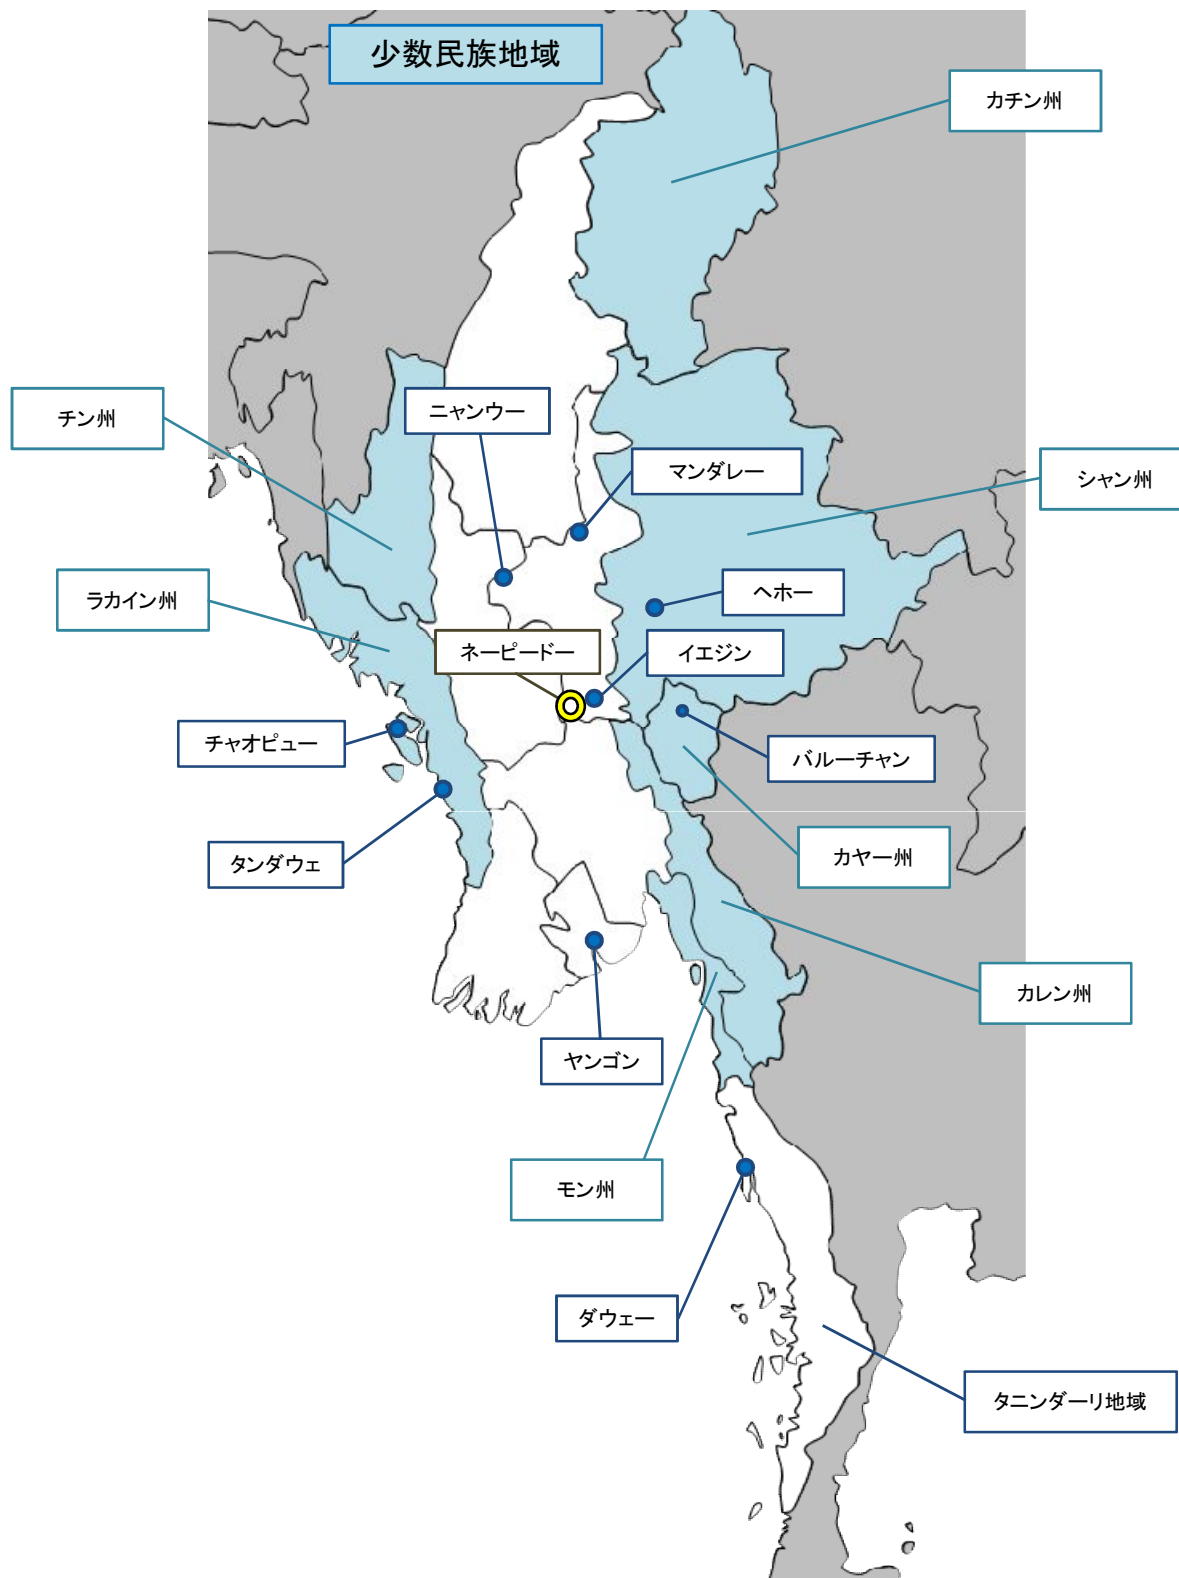 少数民族地域
カチン州
チン州
ニャンウー
マンダレー
シャン州
ラカイン州
ヘホー
ネーピードー
イエジン
チャオピュー
バルーチャン
タンダウェ
カヤー州
カレン州
ヤンゴン
モン州
ダウェー
タニンダーリ地域